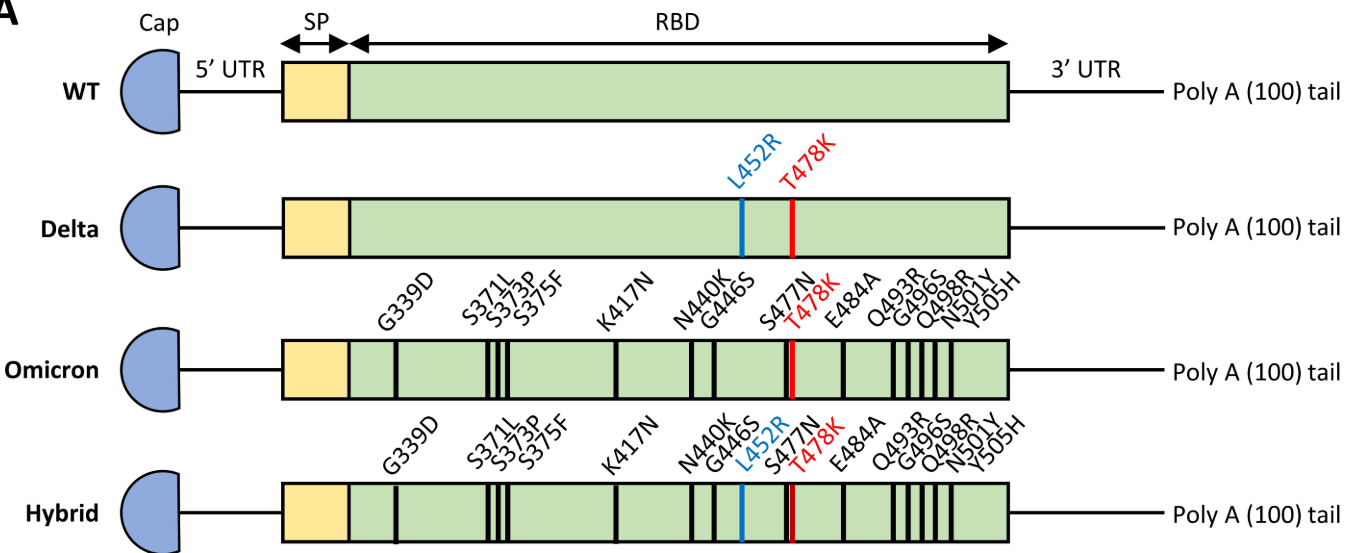 A
Cap SP RBD
5’ UTR 3’ UTR
WT Poly A (100) tail
L452R T478K
Delta Poly A (100) tail
G339D S371L S373P S375F K417N N440K G446S S477N T478K E484A Q493R G496S Q498R N501Y Y505H
Omicron Poly A (100) tail
G339D S371L S373P S375F K417N N440K G446S L452R S477N T478K E484A Q493R G496S Q498R N501Y Y505H
Hybrid Poly A (100) tail